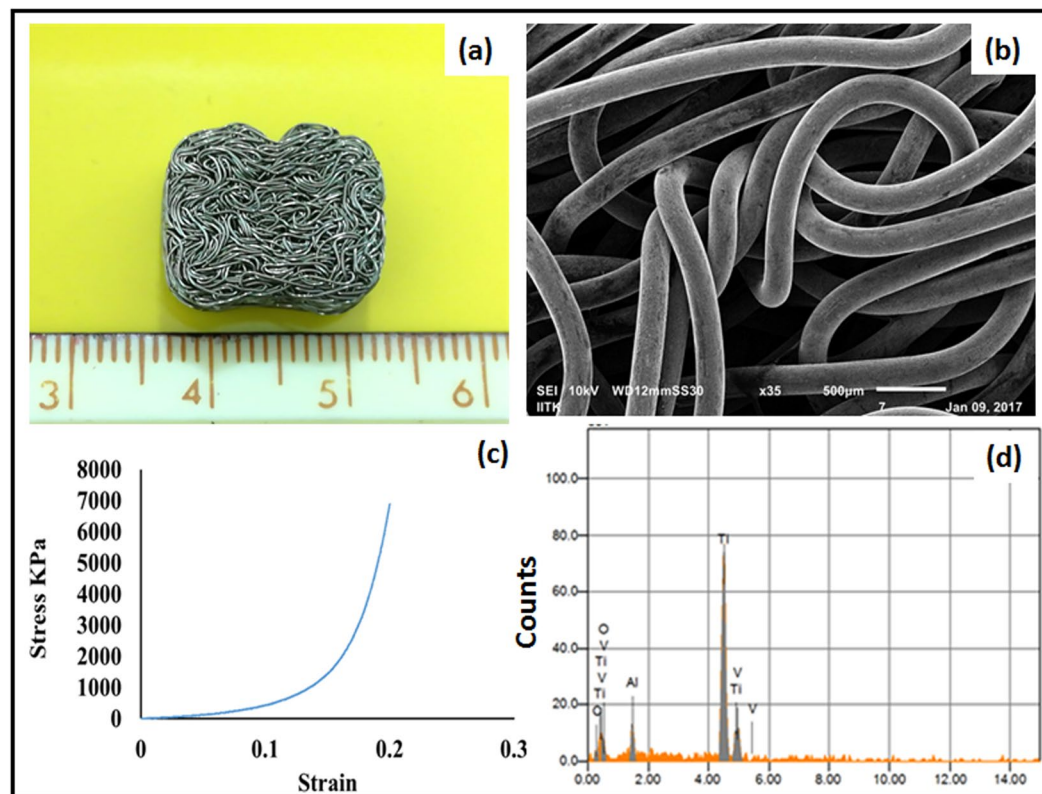 (a)
3 4 5 6
(b)
SEI 10kV WD12mmSS30 x35 500µm
IITK 7 Jan 09, 2017
(c)
8000
7000
6000
5000
4000
3000
2000
1000
0
Stress KPa
0 0.1 0.2 0.3
Strain
(d)
100.0
80.0
60.0
40.0
20.0
0.0
Counts
O
V
Ti
V
Ti
O
Al
Ti
V
Ti
V
0.00 2.00 4.00 6.00 8.00 10.00 12.00 14.00